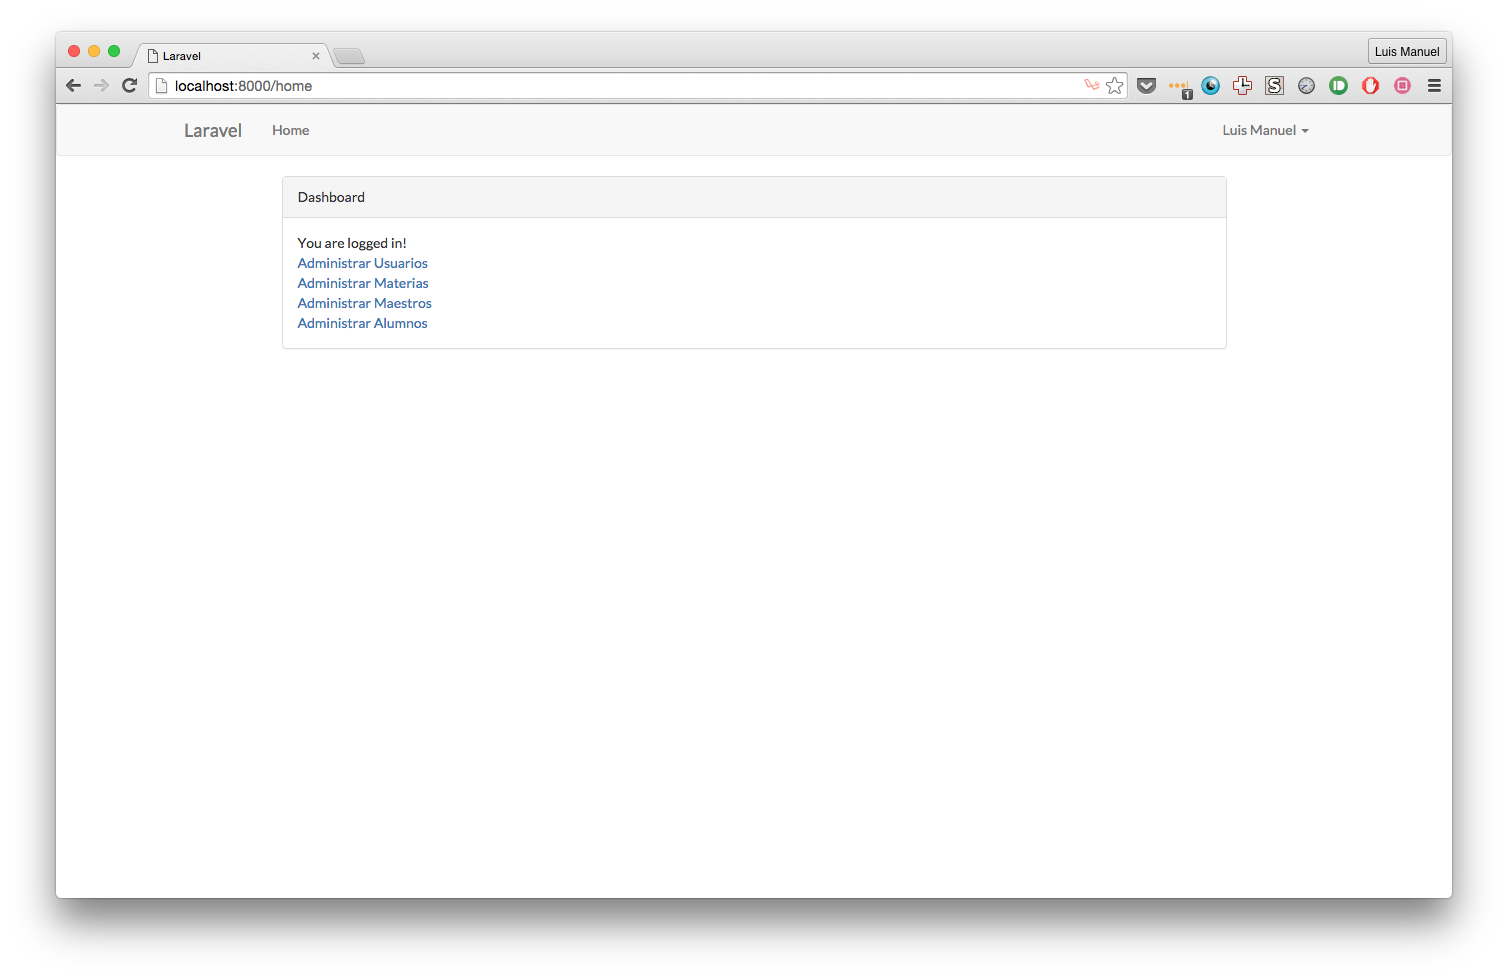 Laravel
Luis Manuel
localhost:8000/home
1
S
Laravel
Home
Luis Manuel
Dashboard
You are logged in!
Administrar Usuarios
Administrar Materias
Administrar Maestros
Administrar Alumnos